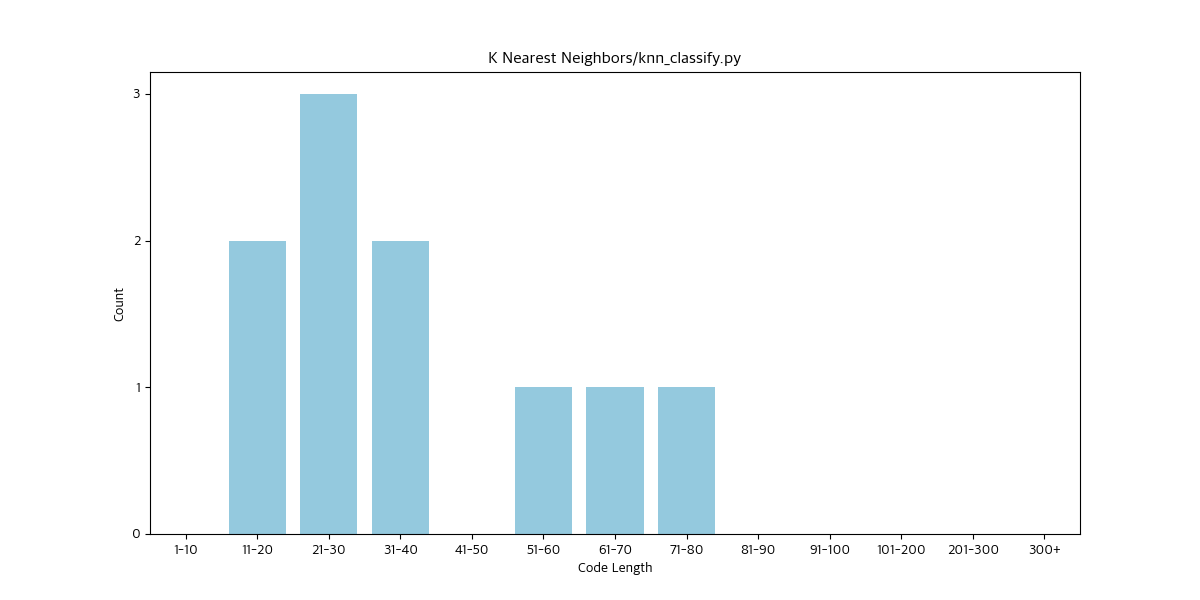 K Nearest Neighbors/knn_classify.py
Count
3
2
1
0
1-10 11-20 21-30 31-40 41-50 51-60 61-70 71-80 81-90 91-100 101-200 201-300 300+
Code Length